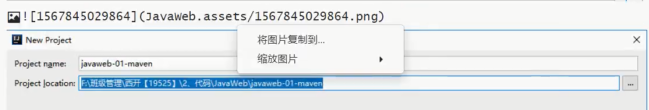 ![1567845029864](JavaWeb.assets/1567845029864.png)
New Project
将图片复制到...
缩放图片
Project name: javaweb-01-maven
Project location: F:\班级管理\西开【19525】\2、代码\JavaWeb\javaweb-01-maven ...